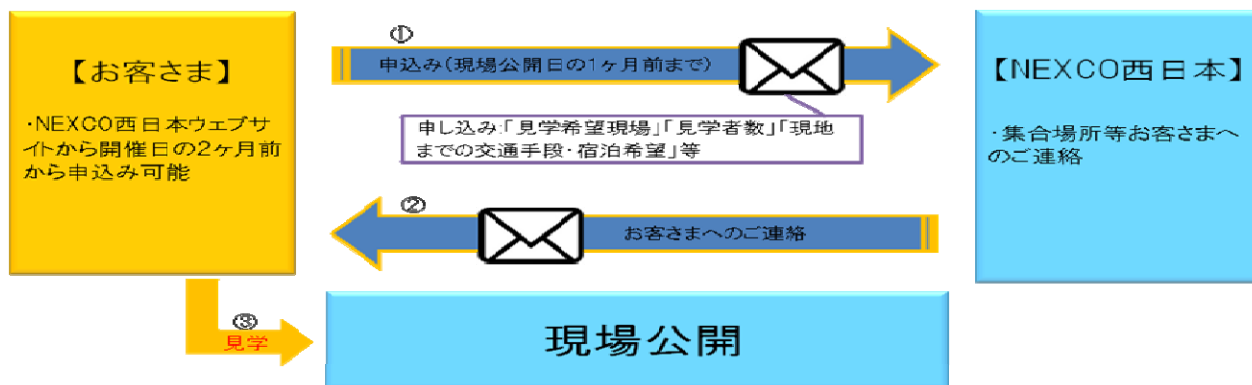 【お客さま】
・NEXCO西日本ウェブサ
イトから開催日の2ヶ月前
から申込み可能
①
申込み(現場公開日の1ヶ月前まで)
申し込み:「見学希望現場」「見学者数」「現地
までの交通手段・宿泊希望」等
【NEXCO西日本】
・集合場所等お客さまへ
のご連絡
②
お客さまへのご連絡
③
見学
現場公開